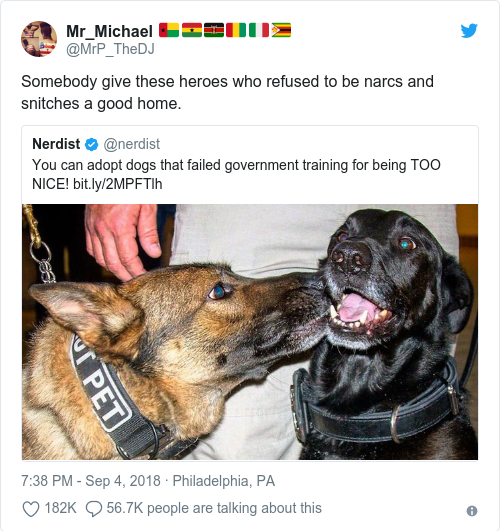 Mr_Michael
@MrP_TheDJ
Somebody give these heroes who refused to be narcs and
snitches a good home.
Nerdist @nerdist
You can adopt dogs that failed government training for being TOO
NICE! bit.ly/2MPFTlh
PET
7:38 PM - Sep 4, 2018 · Philadelphia, PA
182K 56.7K people are talking about this